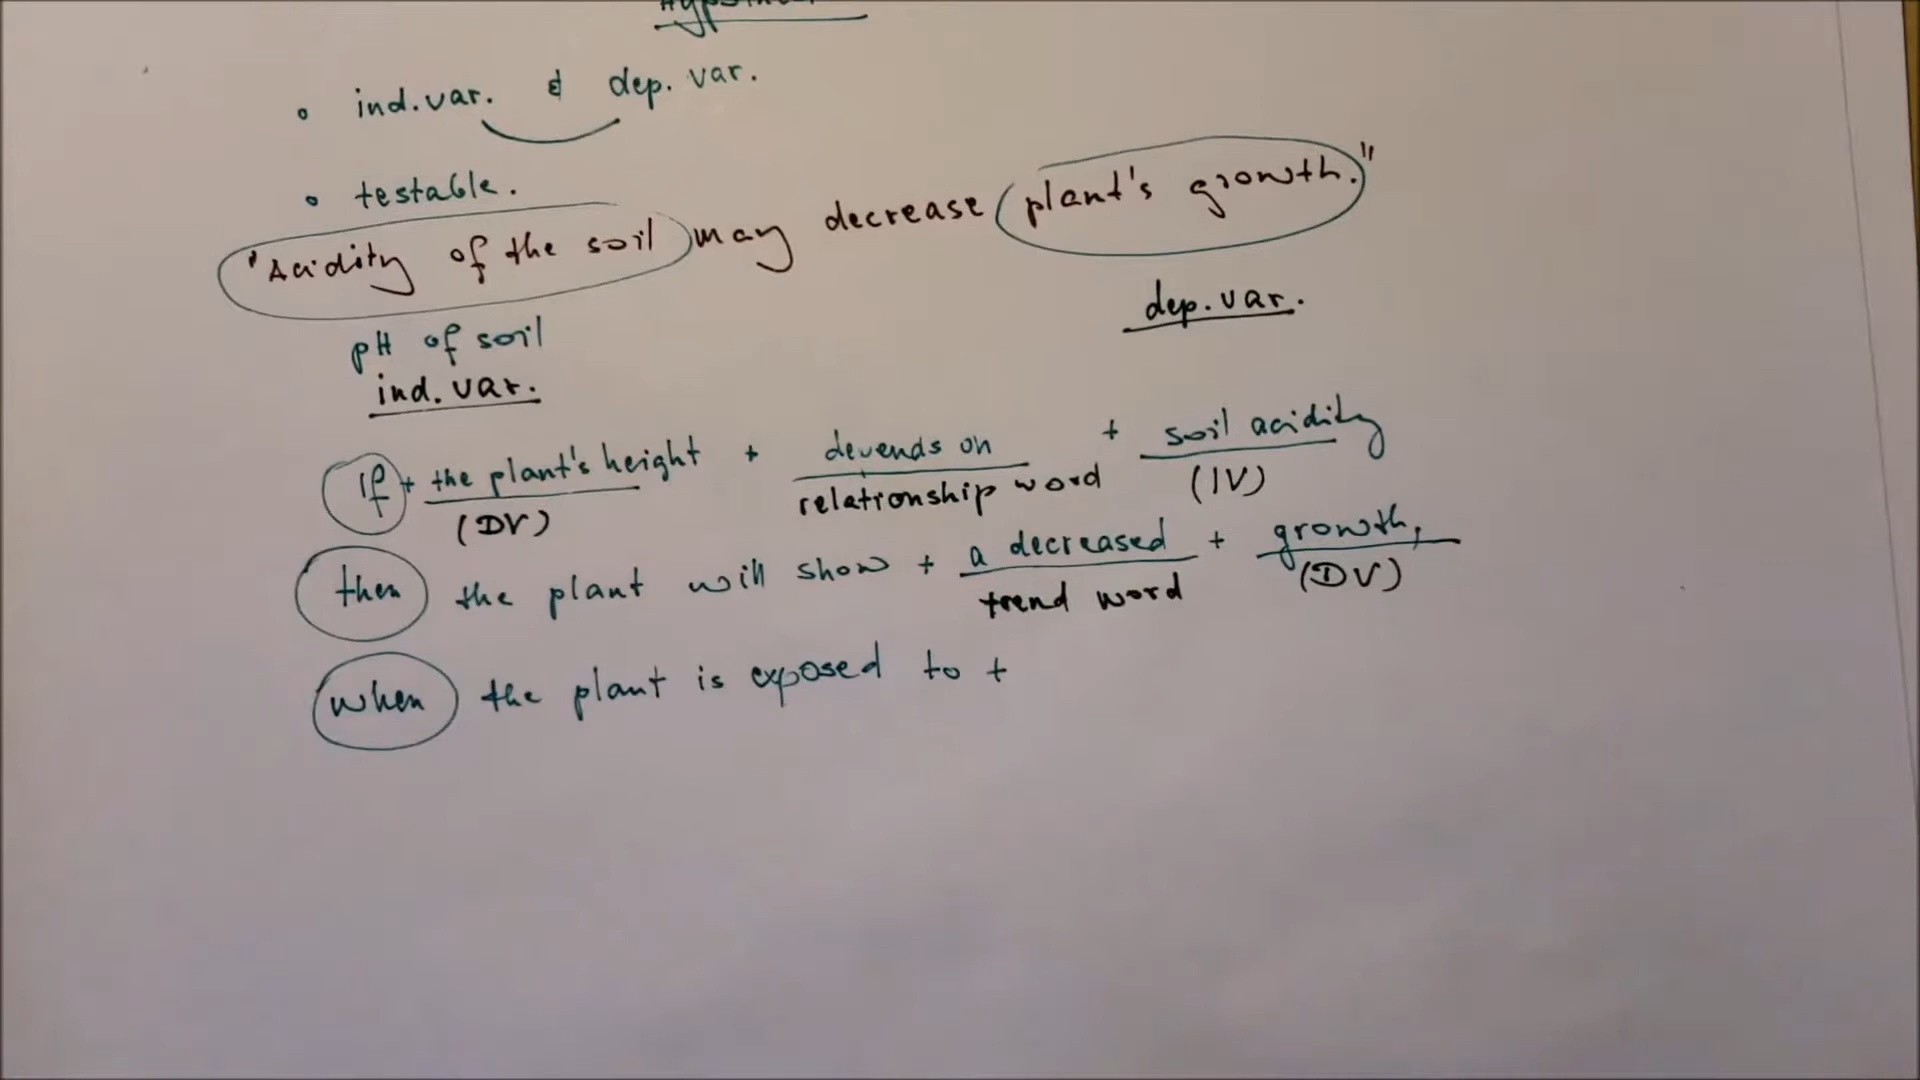 • ind.var. & dep. var.
• testable.
"Acidity of the soil may decrease plant's growth."
pH of soil
ind. var.
dep. var.
If + the plant's height + devends on + soil acidity
(DV) relationship word (IV)
then the plant will show + a decreased + growth,
trend word (DV)
when the plant is exposed to +